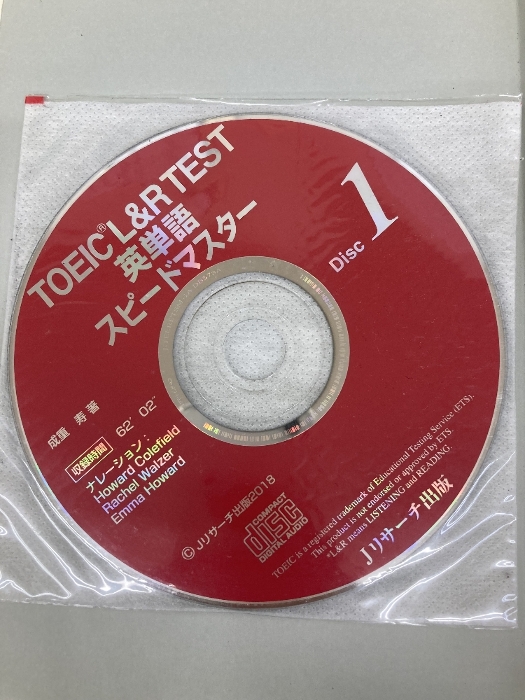 TOEIC® L&R TEST
英単語
スピードマスター
Disc 1
成重 寿 著
収録時間 62' 02"
ナレーション：
Howard Colefield
Rachel Walzer
Emma Howard
©Jリサーチ出版2018
COMPACT
disc
DIGITAL AUDIO
TOEIC is a registered trademark of Educational Testing Service (ETS).
This product is not endorsed or approved by ETS.
*L&R means LISTENING and READING.
Jリサーチ出版